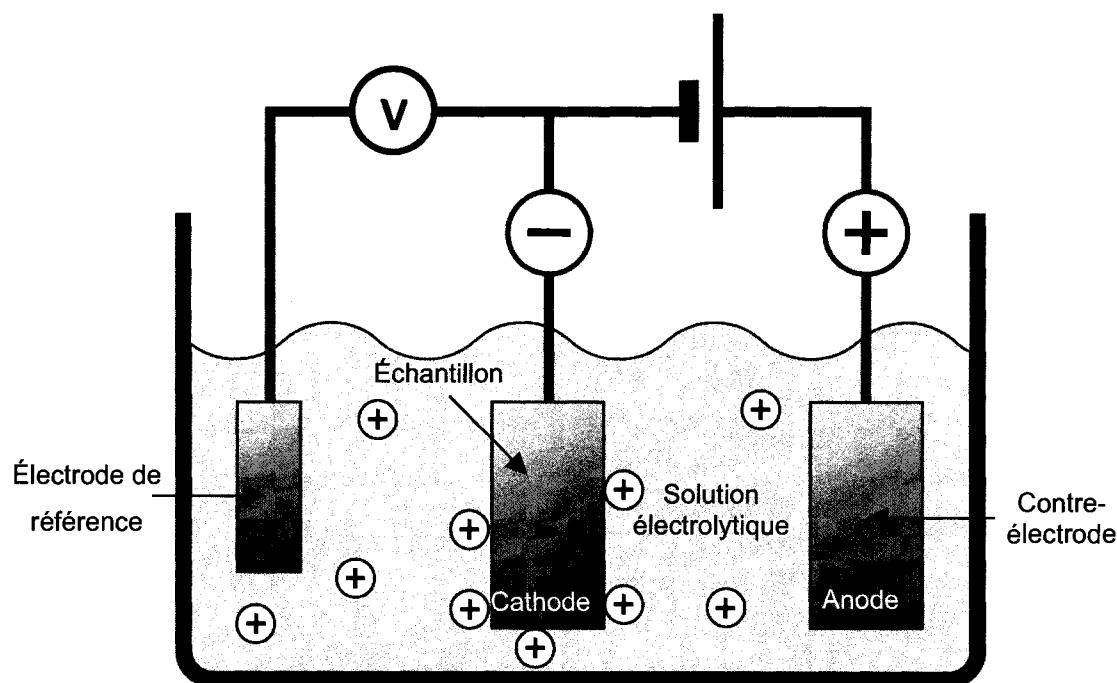 V
−
+
Échantillon
+
+
Électrode de
référence
+
Solution
électrolytique
Contre-
électrode
+
+
+
Cathode
+
+
Anode
+
+